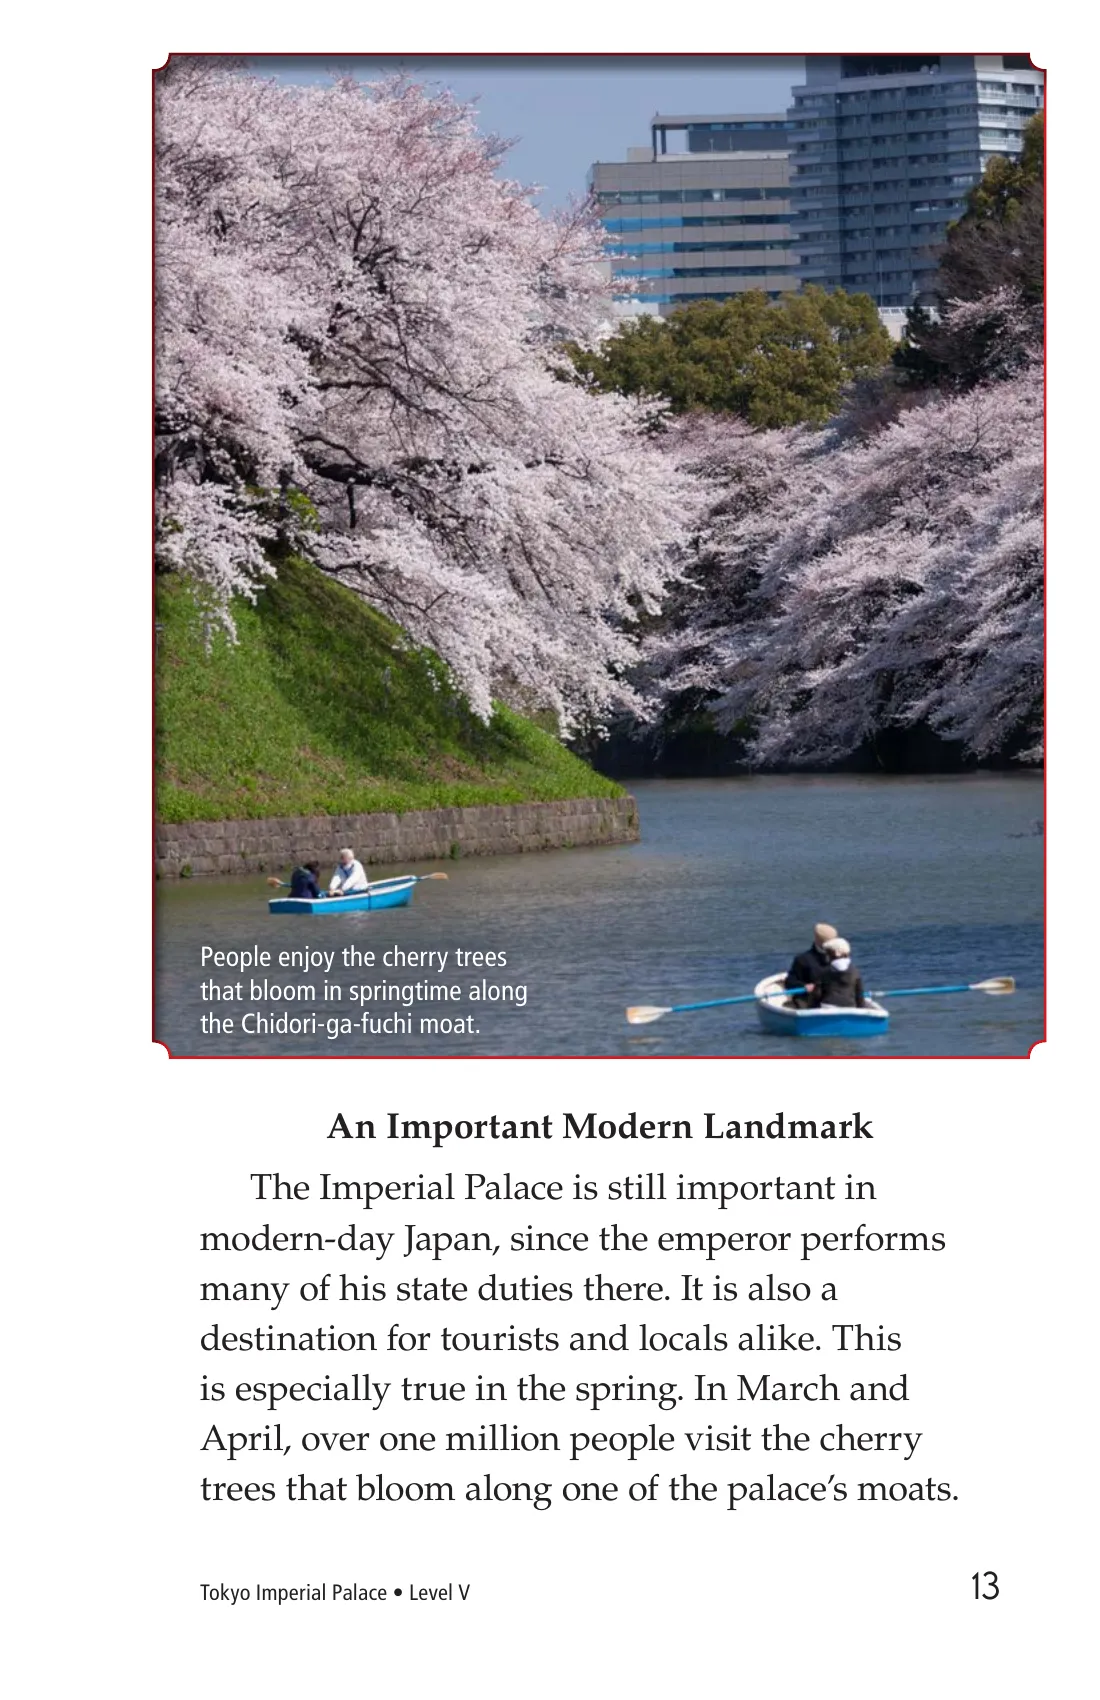 People enjoy the cherry trees
that bloom in springtime along
the Chidori-ga-fuchi moat.
An Important Modern Landmark
The Imperial Palace is still important in
modern-day Japan, since the emperor performs
many of his state duties there. It is also a
destination for tourists and locals alike. This
is especially true in the spring. In March and
April, over one million people visit the cherry
trees that bloom along one of the palace’s moats.
Tokyo Imperial Palace • Level V
13